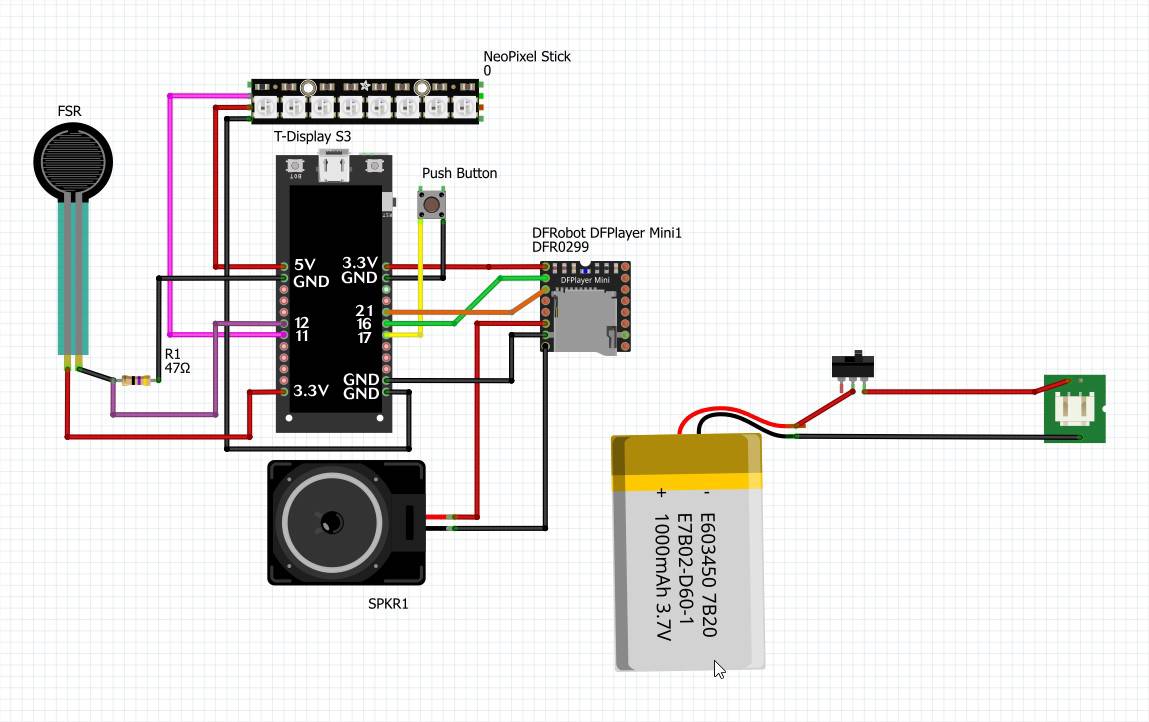 NeoPixel Stick
0
FSR
T-Display S3
BOT
Push Button
RST
DFRobot DFPlayer Mini1
DFR0299
DFPlayer Mini
5V
GND
3.3V
GND
21
16
17
12
11
R1
47Ω
GND
GND
3.3V
SPKR1
+ -
E603450 7B20
E7B02-D60-1
1000mAh 3.7V